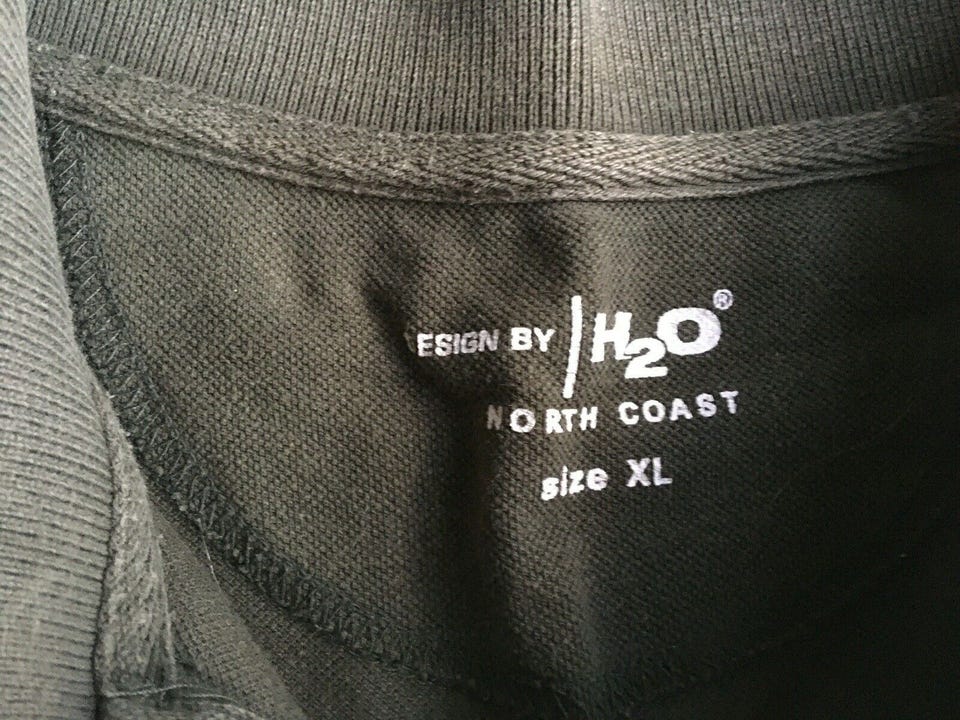 ESIGN BY / H2O®
NORTH COAST
size XL